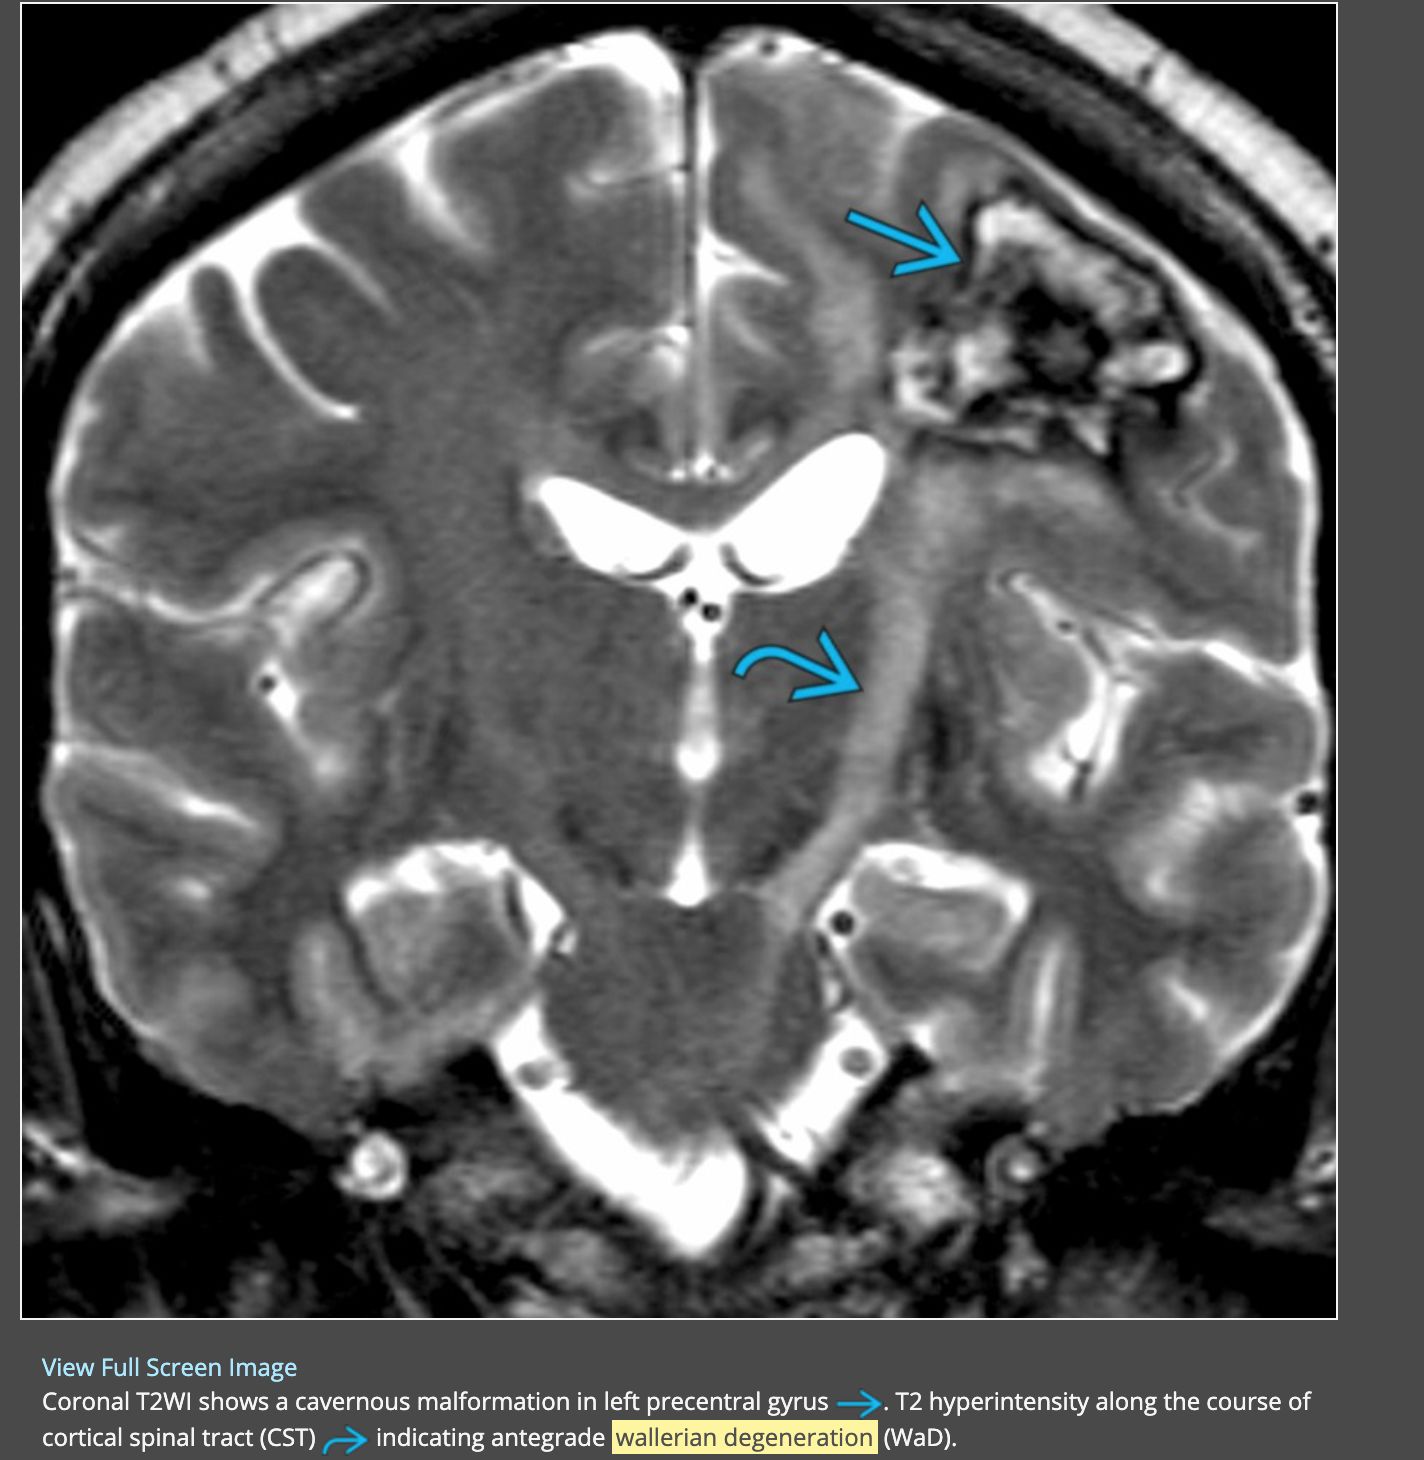 View Full Screen Image
Coronal T2WI shows a cavernous malformation in left precentral gyrus . T2 hyperintensity along the course of
cortical spinal tract (CST) indicating antegrade wallerian degeneration (WaD).